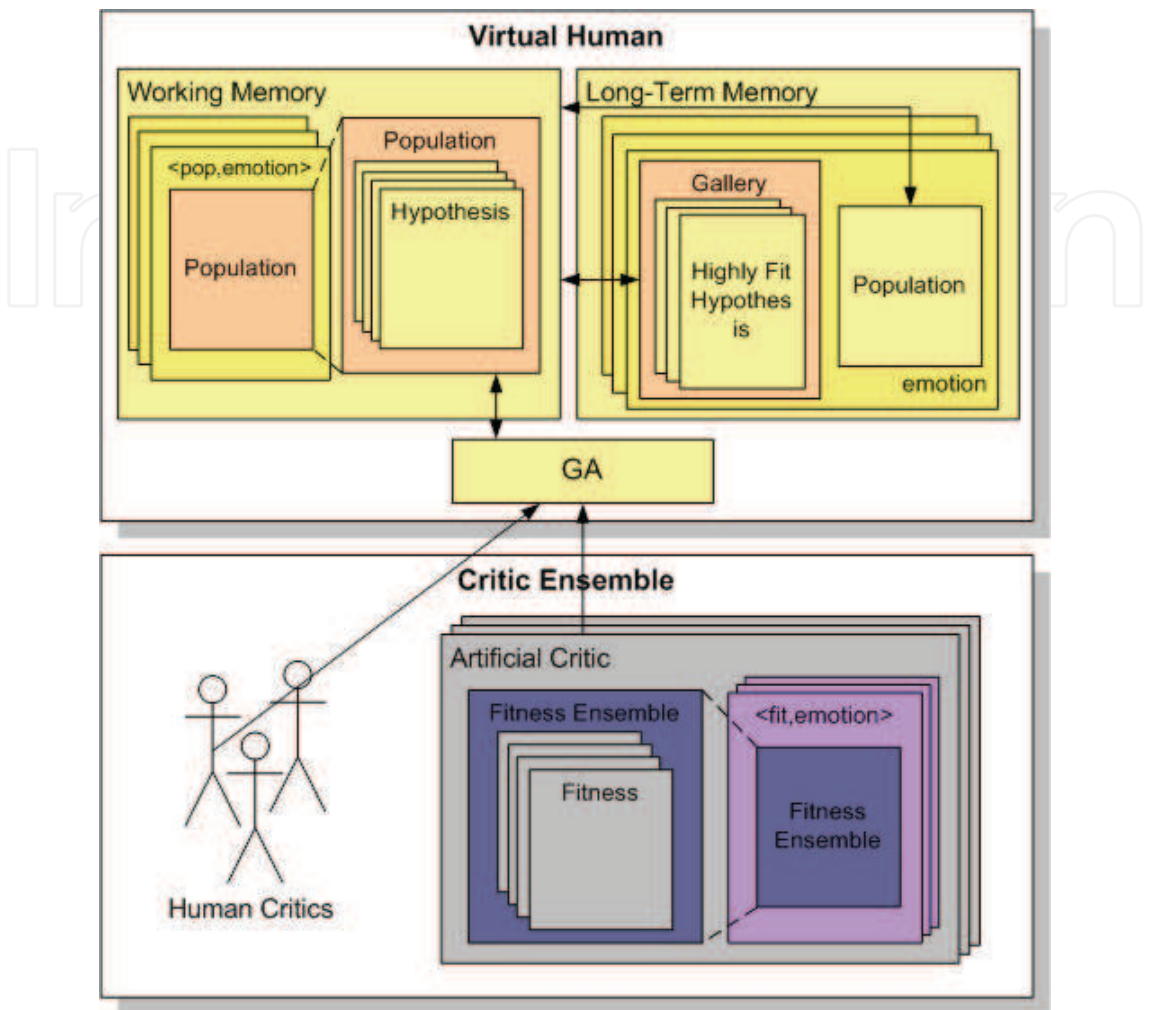 Virtual Human
Working Memory
<pop,emotion>
Population
Population
Hypothesis
Long-Term Memory
Gallery
Highly Fit
Hypothes
is
Population
emotion
GA
Critic Ensemble
Human Critics
Artificial Critic
Fitness Ensemble
Fitness
<fit,emotion>
Fitness
Ensemble